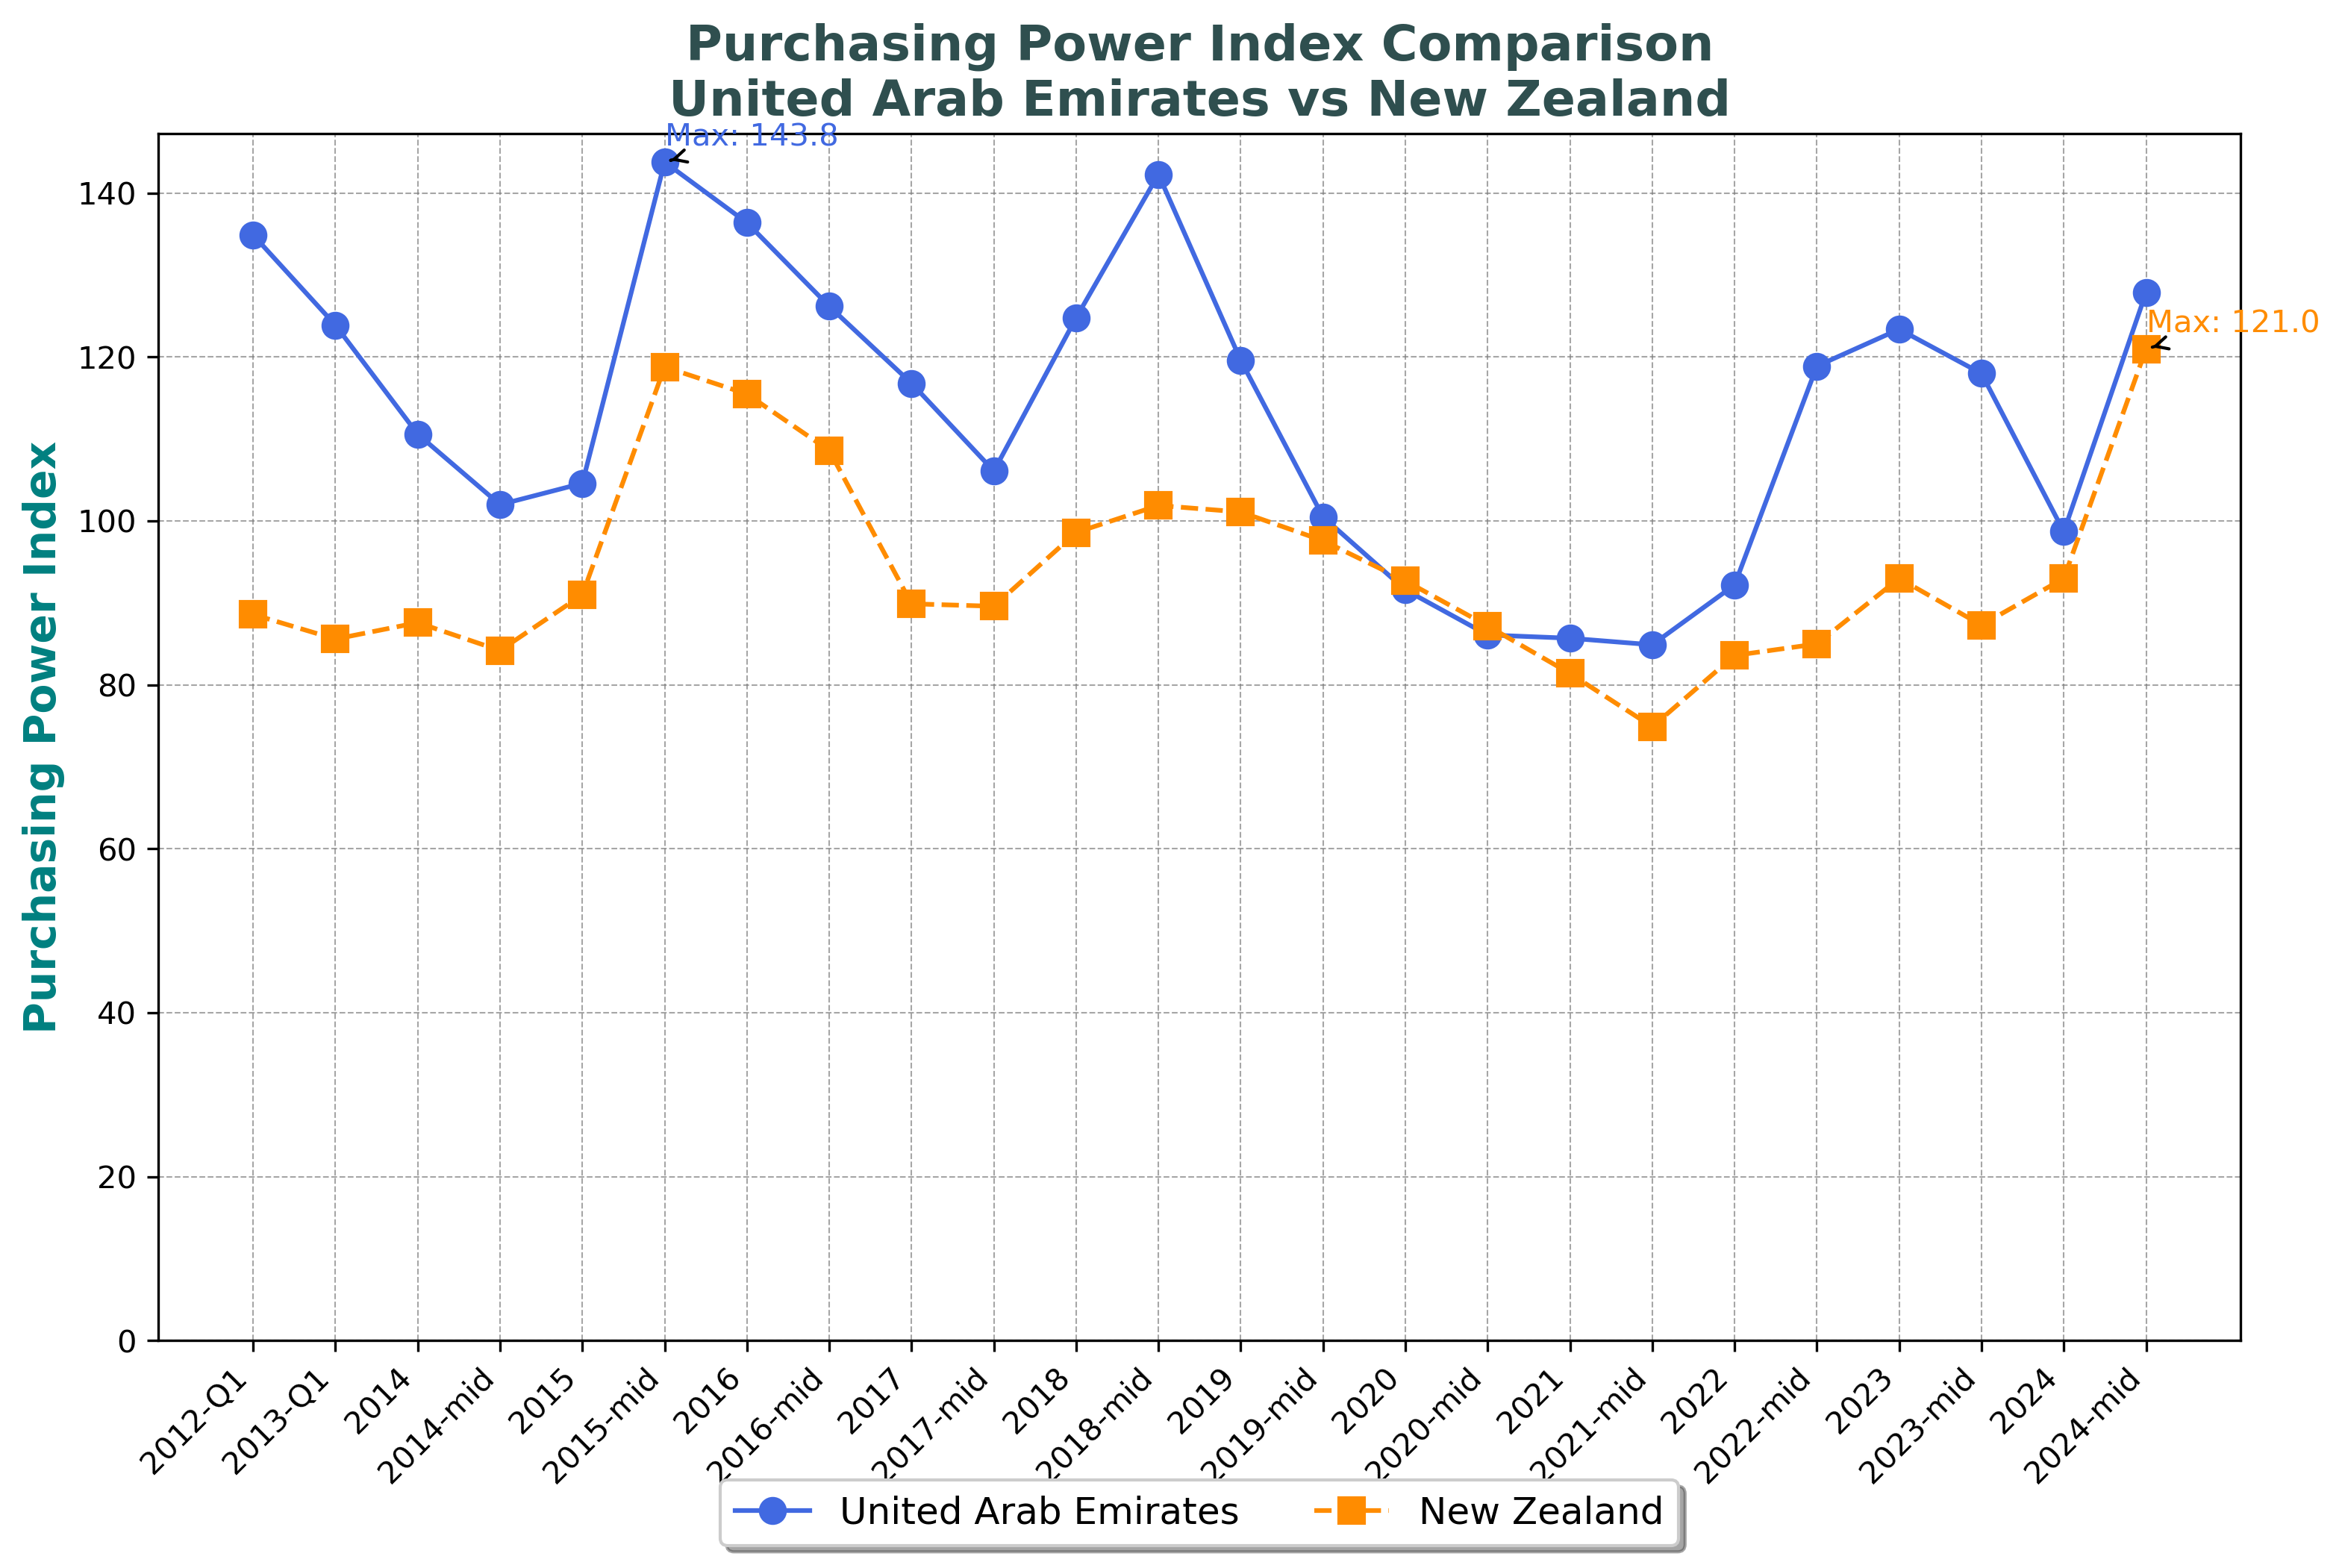 Purchasing Power Index Comparison
United Arab Emirates vs New Zealand
Max: 143.8
Max: 121.0
Purchasing Power Index
140
120
100
80
60
40
20
0
2012-Q1
2013-Q1
2014
2014-mid
2015
2015-mid
2016
2016-mid
2017
2017-mid
2018
2018-mid
2019
2019-mid
2020
2020-mid
2021
2021-mid
2022
2022-mid
2023
2023-mid
2024
2024-mid
United Arab Emirates
New Zealand